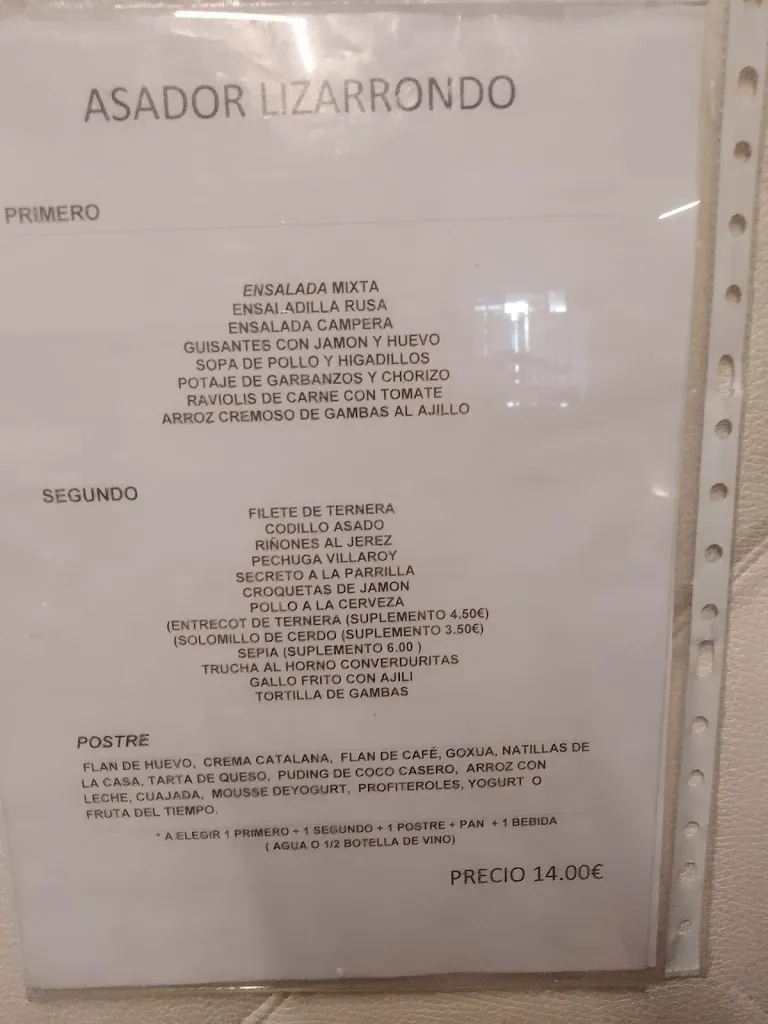 ASADOR LIZARRONDO
PRIMERO
ENSALADA MIXTA
ENSALADILLA RUSA
ENSALADA CAMPERA
GUISANTES CON JAMON Y HUEVO
SOPA DE POLLO Y HIGADILLOS
POTAJE DE GARBANZOS Y CHORIZO
RAVIOLIS DE CARNE CON TOMATE
ARROZ CREMOSO DE GAMBAS AL AJILLO
SEGUNDO
FILETE DE TERNERA
CODILLO ASADO
RIÑONES AL JEREZ
PECHUGA VILLAROY
SECRETO A LA PARRILLA
CROQUETAS DE JAMON
POLLO A LA CERVEZA
(ENTRECOT DE TERNERA (SUPLEMENTO 4.50€)
(SOLOMILLO DE CERDO (SUPLEMENTO 3.50€)
SEPIA (SUPLEMENTO 6.00 )
TRUCHA AL HORNO CONVERDURITAS
GALLO FRITO CON AJILI
TORTILLA DE GAMBAS
POSTRE
FLAN DE HUEVO, CREMA CATALANA, FLAN DE CAFÉ, GOXUA, NATILLAS DE
LA CASA, TARTA DE QUESO, PUDING DE COCO CASERO, ARROZ CON
LECHE, CUAJADA, MOUSSE DEYOGURT, PROFITEROLES, YOGURT O
FRUTA DEL TIEMPO.
* A ELEGIR 1 PRIMERO + 1 SEGUNDO + 1 POSTRE + PAN + 1 BEBIDA
( AGUA O 1/2 BOTELLA DE VINO)
PRECIO 14.00€